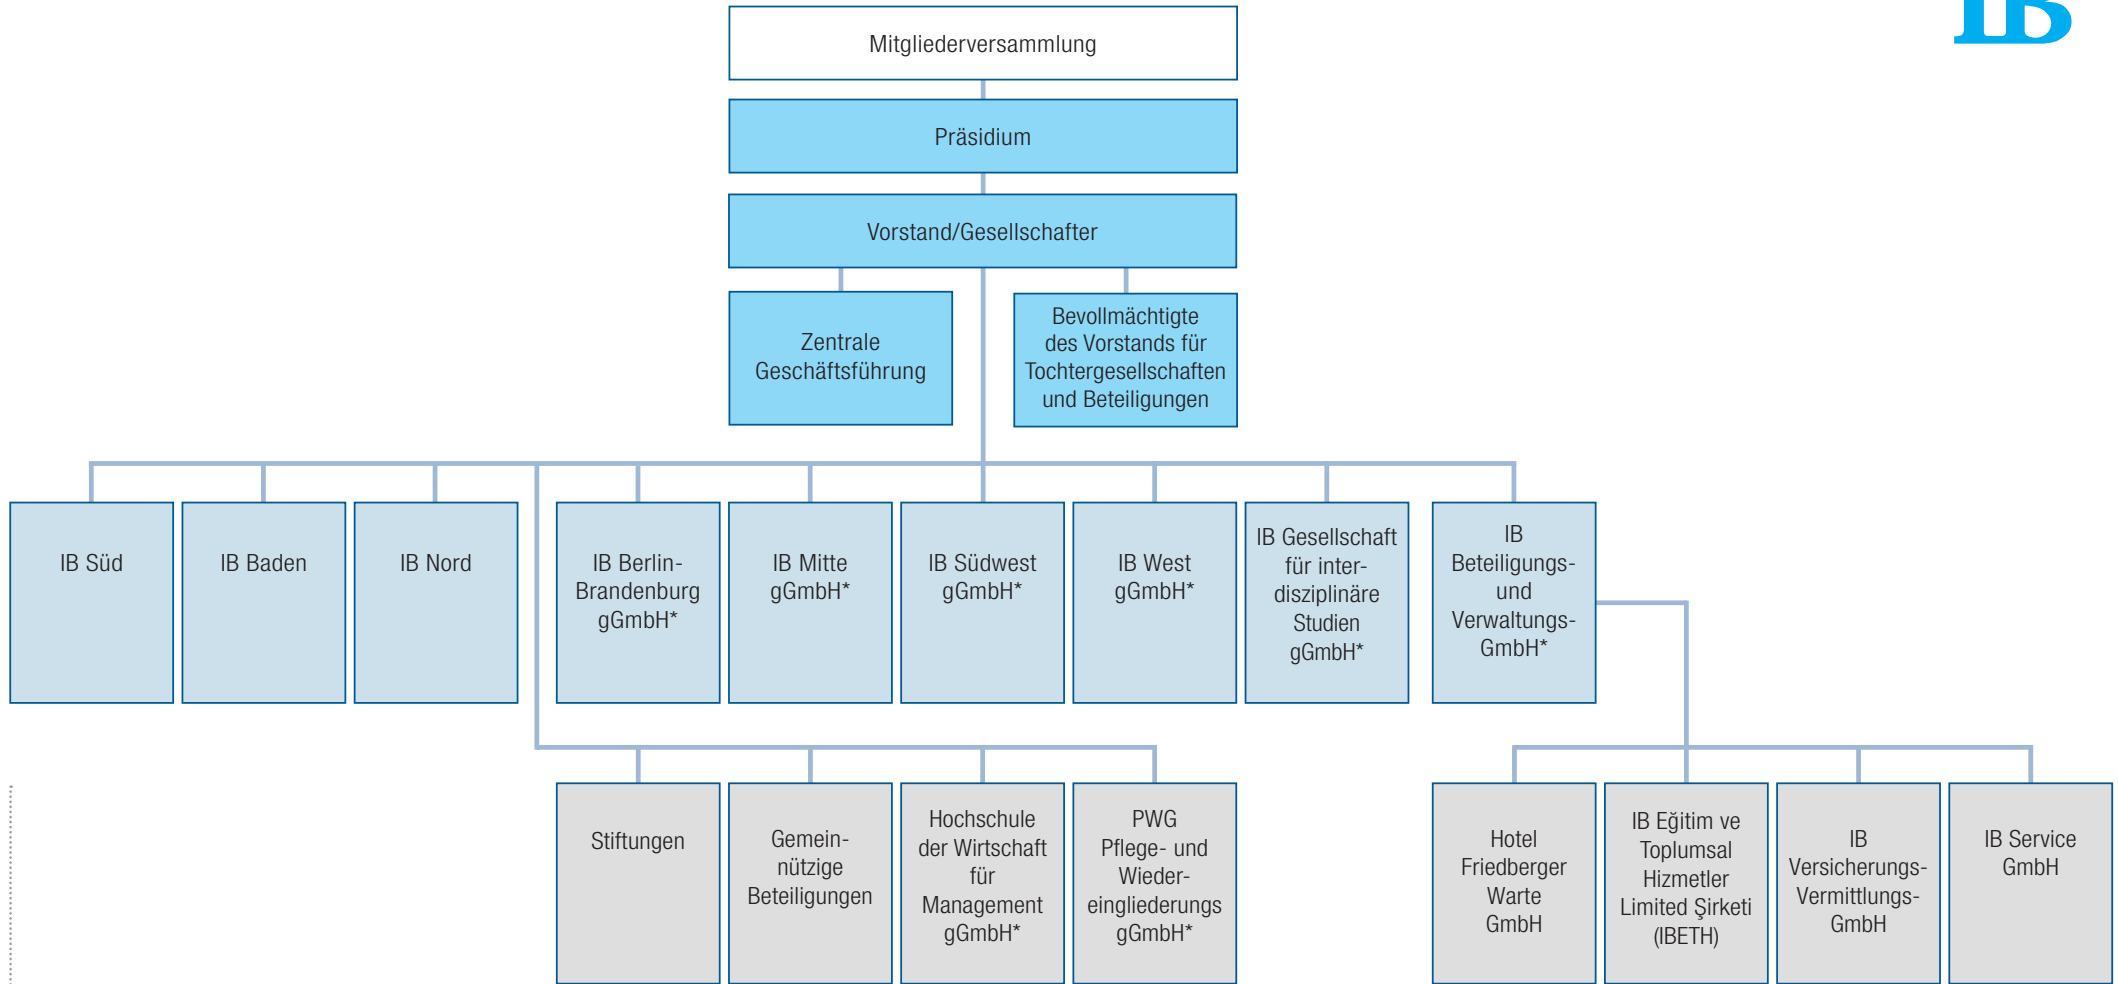 IB
Mitgliederversammlung
Präsidium
Vorstand/Gesellschafter
Zentrale
Geschäftsführung
Bevollmächtigte
des Vorstands für
Tochtergesellschaften
und Beteiligungen
IB Süd
IB Baden
IB Nord
IB Berlin-
Brandenburg
gGmbH*
IB Mitte
gGmbH*
IB Südwest
gGmbH*
IB West
gGmbH*
IB Gesellschaft
für inter-
disziplinäre
Studien
gGmbH*
IB
Beteiligungs-
und
Verwaltungs-
GmbH*
Stiftungen
Gemein-
nützige
Beteiligungen
Hochschule
der Wirtschaft
für
Management
gGmbH*
PWG
Pflege- und
Wieder-
eingliederungs
gGmbH*
Hotel
Friedberger
Warte
GmbH
IB Eğitim ve
Toplumsal
Hizmetler
Limited Şirketi
(IBETH)
IB
Versicherungs-
Vermittlungs-
GmbH
IB Service
GmbH